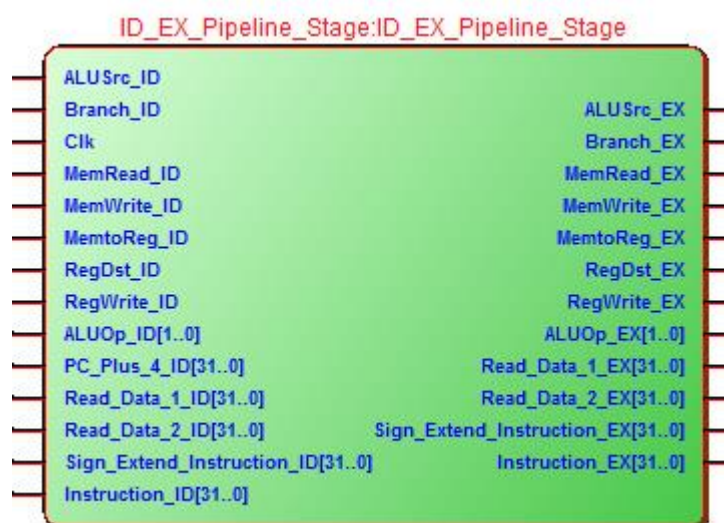 ID_EX_Pipeline_Stage:ID_EX_Pipeline_Stage
ALUSrc_ID
Branch_ID ALUSrc_EX
Clk Branch_EX
MemRead_ID MemRead_EX
MemWrite_ID MemWrite_EX
MemtoReg_ID MemtoReg_EX
RegDst_ID RegDst_EX
RegWrite_ID RegWrite_EX
ALUOp_ID[1..0] ALUOp_EX[1..0]
PC_Plus_4_ID[31..0] Read_Data_1_EX[31..0]
Read_Data_1_ID[31..0] Read_Data_2_EX[31..0]
Read_Data_2_ID[31..0] Sign_Extend_Instruction_EX[31..0]
Sign_Extend_Instruction_ID[31..0] Instruction_EX[31..0]
Instruction_ID[31..0]